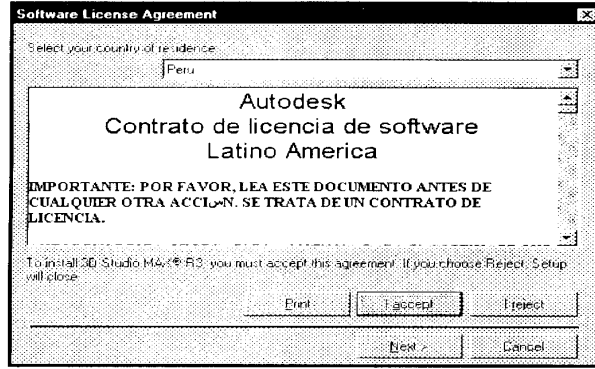 Software License Agreement
Select your country of residence
Peru
Autodesk
Contrato de licencia de software
Latino America
IMPORTANTE: POR FAVOR, LEA ESTE DOCUMENTO ANTES DE
CUALQUIER OTRA ACCIں۔N. SE TRATA DE UN CONTRATO DE
LICENCIA.
To install 3D Studio MAX® R3, you must accept this agreement. If you choose Reject, Setup
will close.
Print
I accept
I reject
Next >
Cancel